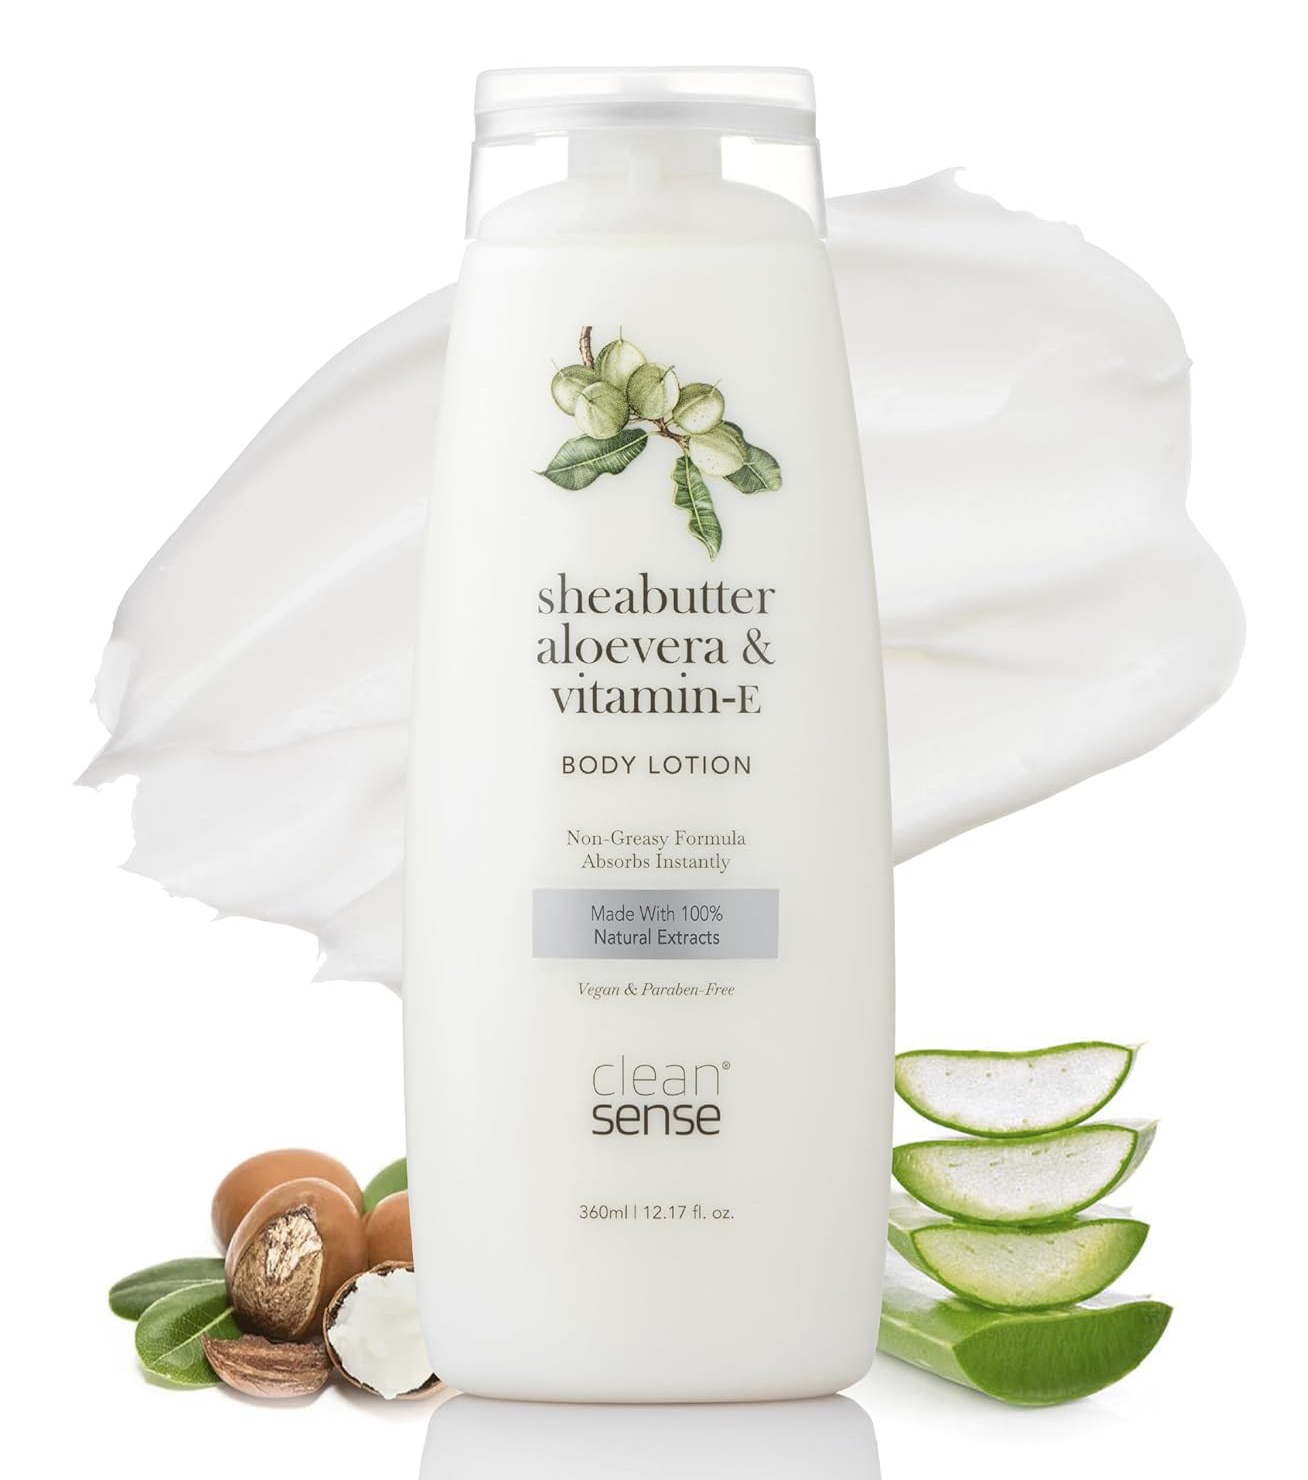 sheabutter
aloevera &
vitamin-E
BODY LOTION
Non-Greasy Formula
Absorbs Instantly
Made With 100%
Natural Extracts
Vegan & Paraben-Free
clean®
sense
360ml | 12.17 fl. oz.